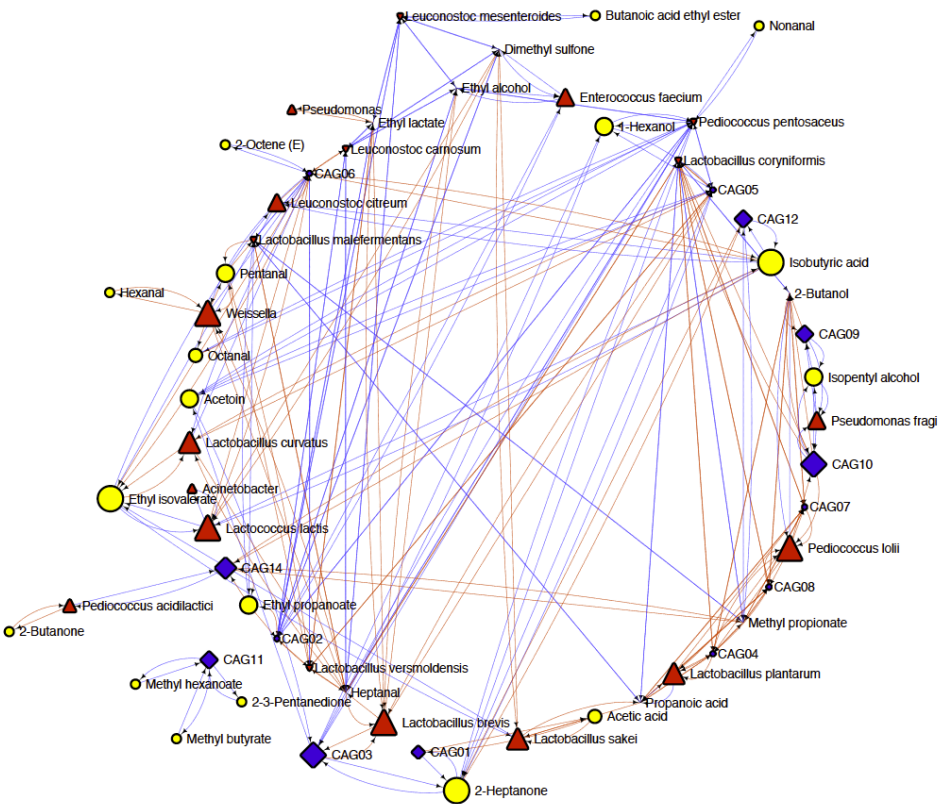 Leuconostoc mesenteroides
Butanoic acid ethyl ester
Nonanal
Dimethyl sulfone
Ethyl alcohol
Enterococcus faecium
Pseudomonas
Ethyl lactate
1-Hexanol
Pediococcus pentosaceus
2-Octene (E)
Leuconostoc carnosum
Lactobacillus coryniformis
CAG06
CAG05
Leuconostoc citreum
CAG12
Lactobacillus malefermentans
Isobutyric acid
Pentanal
Hexanal
2-Butanol
Weissella
CAG09
Octanal
Isopentyl alcohol
Acetoin
Pseudomonas fragi
Lactobacillus curvatus
CAG10
Acinetobacter
Ethyl isovalerate
CAG07
Lactococcus lactis
Pediococcus lolii
CAG14
CAG08
Pediococcus acidilactici
Ethyl propanoate
Methyl propionate
2-Butanone
CAG02
CAG04
CAG11
Lactobacillus versmoldensis
Lactobacillus plantarum
Methyl hexanoate
Heptanal
2-3-Pentanedione
Propanoic acid
Acetic acid
Lactobacillus brevis
Methyl butyrate
Lactobacillus sakei
CAG03
CAG01
2-Heptanone